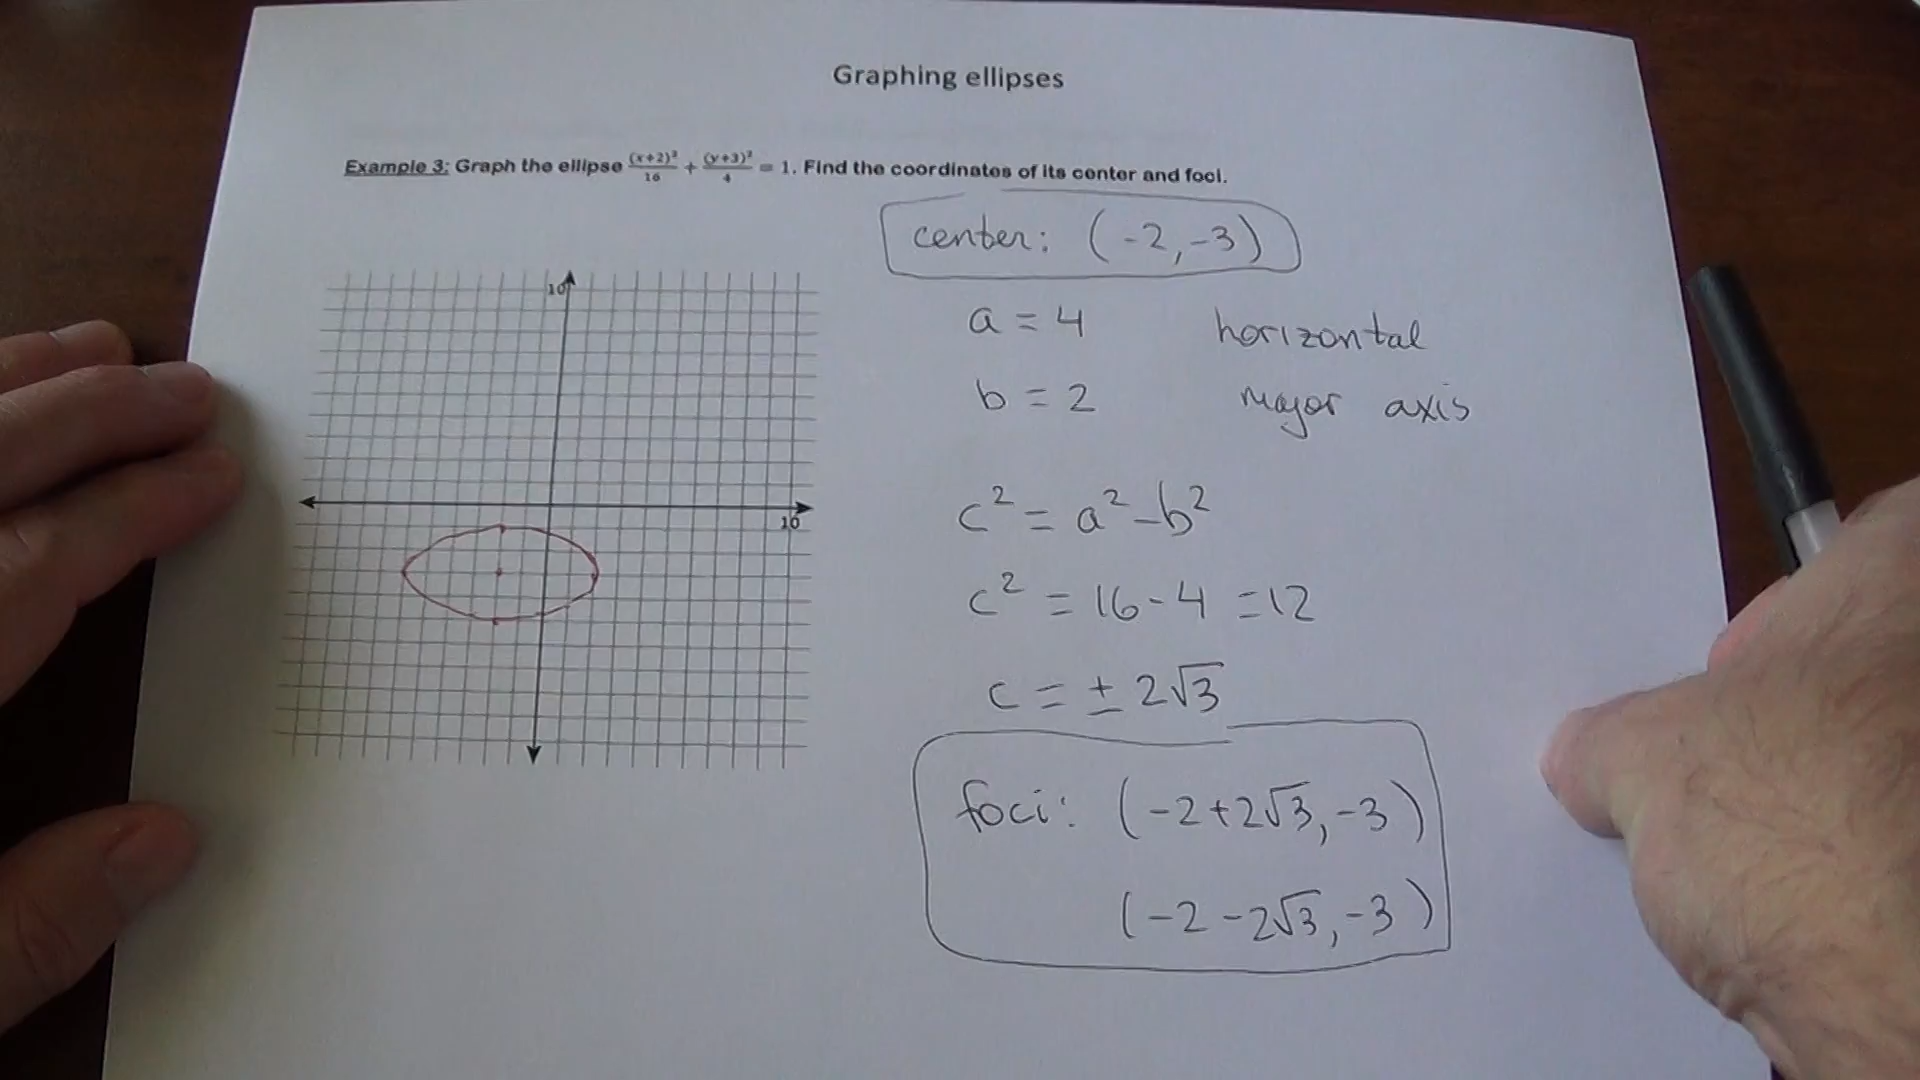 Graphing ellipses
Example 3: Graph the ellipse (x+2)²/16 + (y+3)²/4 = 1. Find the coordinates of its center and foci.
center: (-2,-3)
10
a = 4 horizontal
b = 2 major axis
10
c² = a² - b²
c² = 16 - 4 = 12
c = ± 2√3
foci: (-2+2√3, -3)
(-2-2√3, -3)